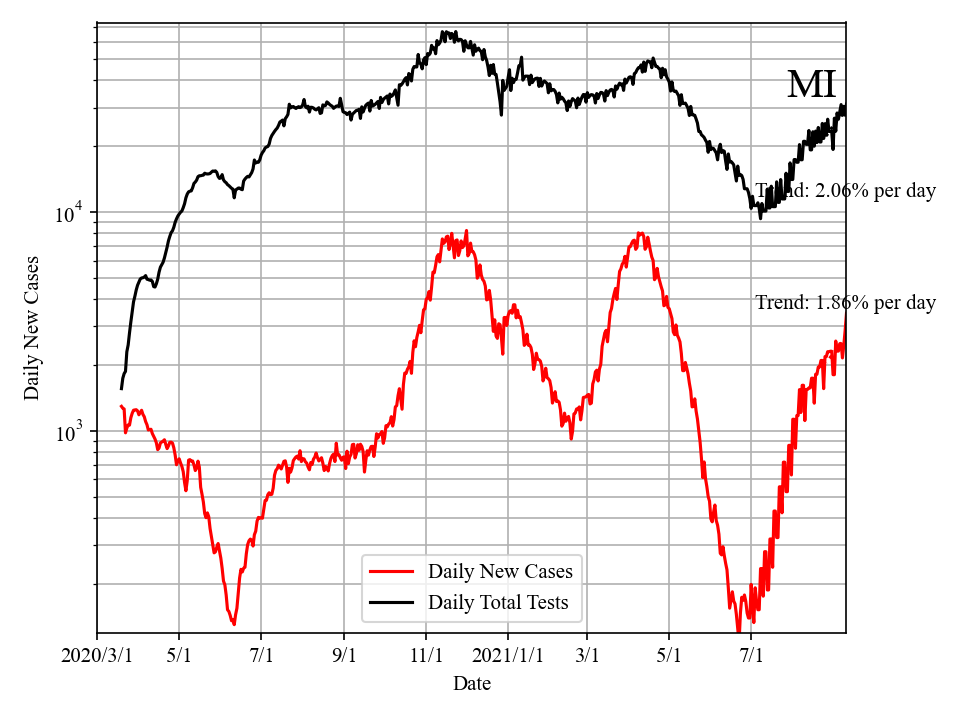 MI
Trend: 2.06% per day
10^4
Trend: 1.86% per day
10^3
Daily New Cases
Daily New Cases
Daily Total Tests
2020/3/1 5/1 7/1 9/1 11/1 2021/1/1 3/1 5/1 7/1
Date